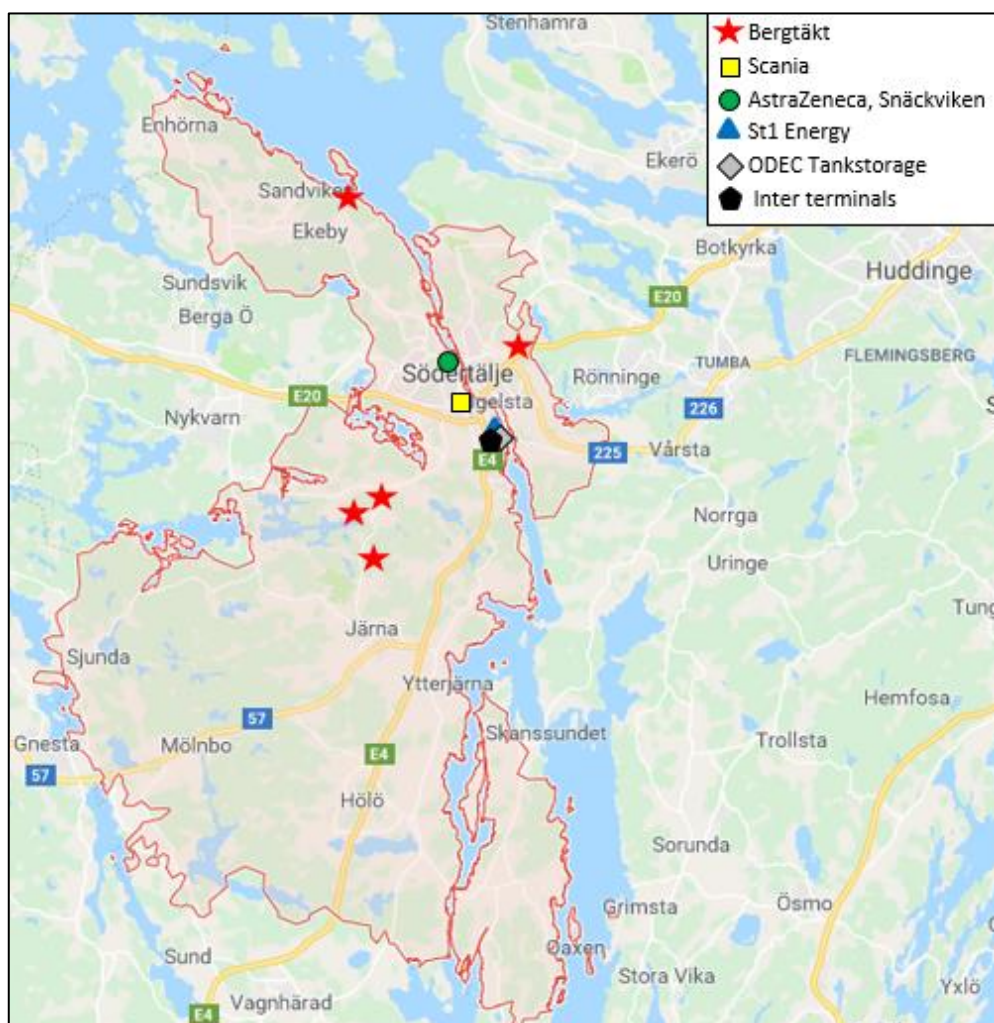 Bergtäkt
Scania
AstraZeneca, Snäckviken
St1 Energy
ODEC Tankstorage
Inter terminals
Stenhamra
Enhörna
Ekerö
Sandviken
Ekeby
Botkyrka
Huddinge
Sundsvik
E20
Berga Ö
TUMBA
FLEMINGSBERG
Södertälje
Rönninge
E20
gelsta
226
S
Nykvarn
E4
225
Vårsta
Norrga
Uringe
Tung
Järna
Sjunda
Ytterjärna
Hemfosa
57
Skanssundet
Gnesta
Mölnbo
E4
Trollsta
57
Hölö
Sorunda
Grimsta
Ösmo
Sund
Oaxen
Stora Vika
Yxlö
Vagnhärad
E4